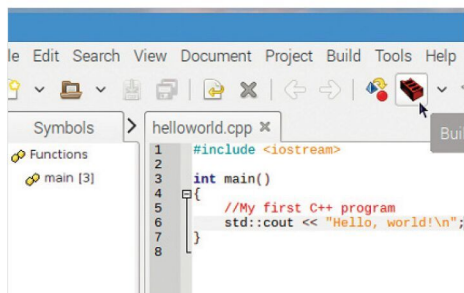 le Edit Search View Document Project Build Tools Help
Symbols
helloworld.cpp
Bui
Functions
main [3]
1 #include <iostream>
2
3 int main()
4 {
5 //My first C++ program
6 std::cout << "Hello, world!\n";
7 }
8